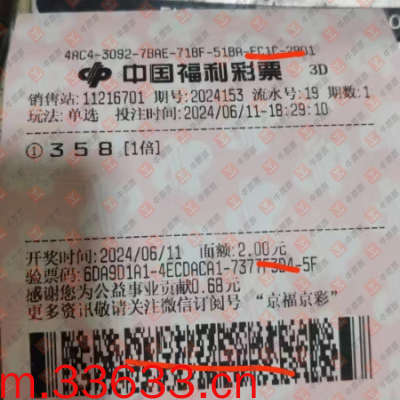 4AC4-3092-7BAE-718F-51BA-EC1C-2901
中国福利彩票 3D
销售站:11216701 期号:2024153 流水号:19 期数:1
玩法:单选 投注时间:2024/06/11-18:29:10
① 3 5 8 [1倍]
开奖时间:2024/06/11 面额:2.00元
验票码:6DA9D1A1-4ECDACA1-7377F3D4-5F
感谢您为公益事业贡献0.68元
更多资讯敬请关注微信订阅号 “京福京彩”
m.33633.cn